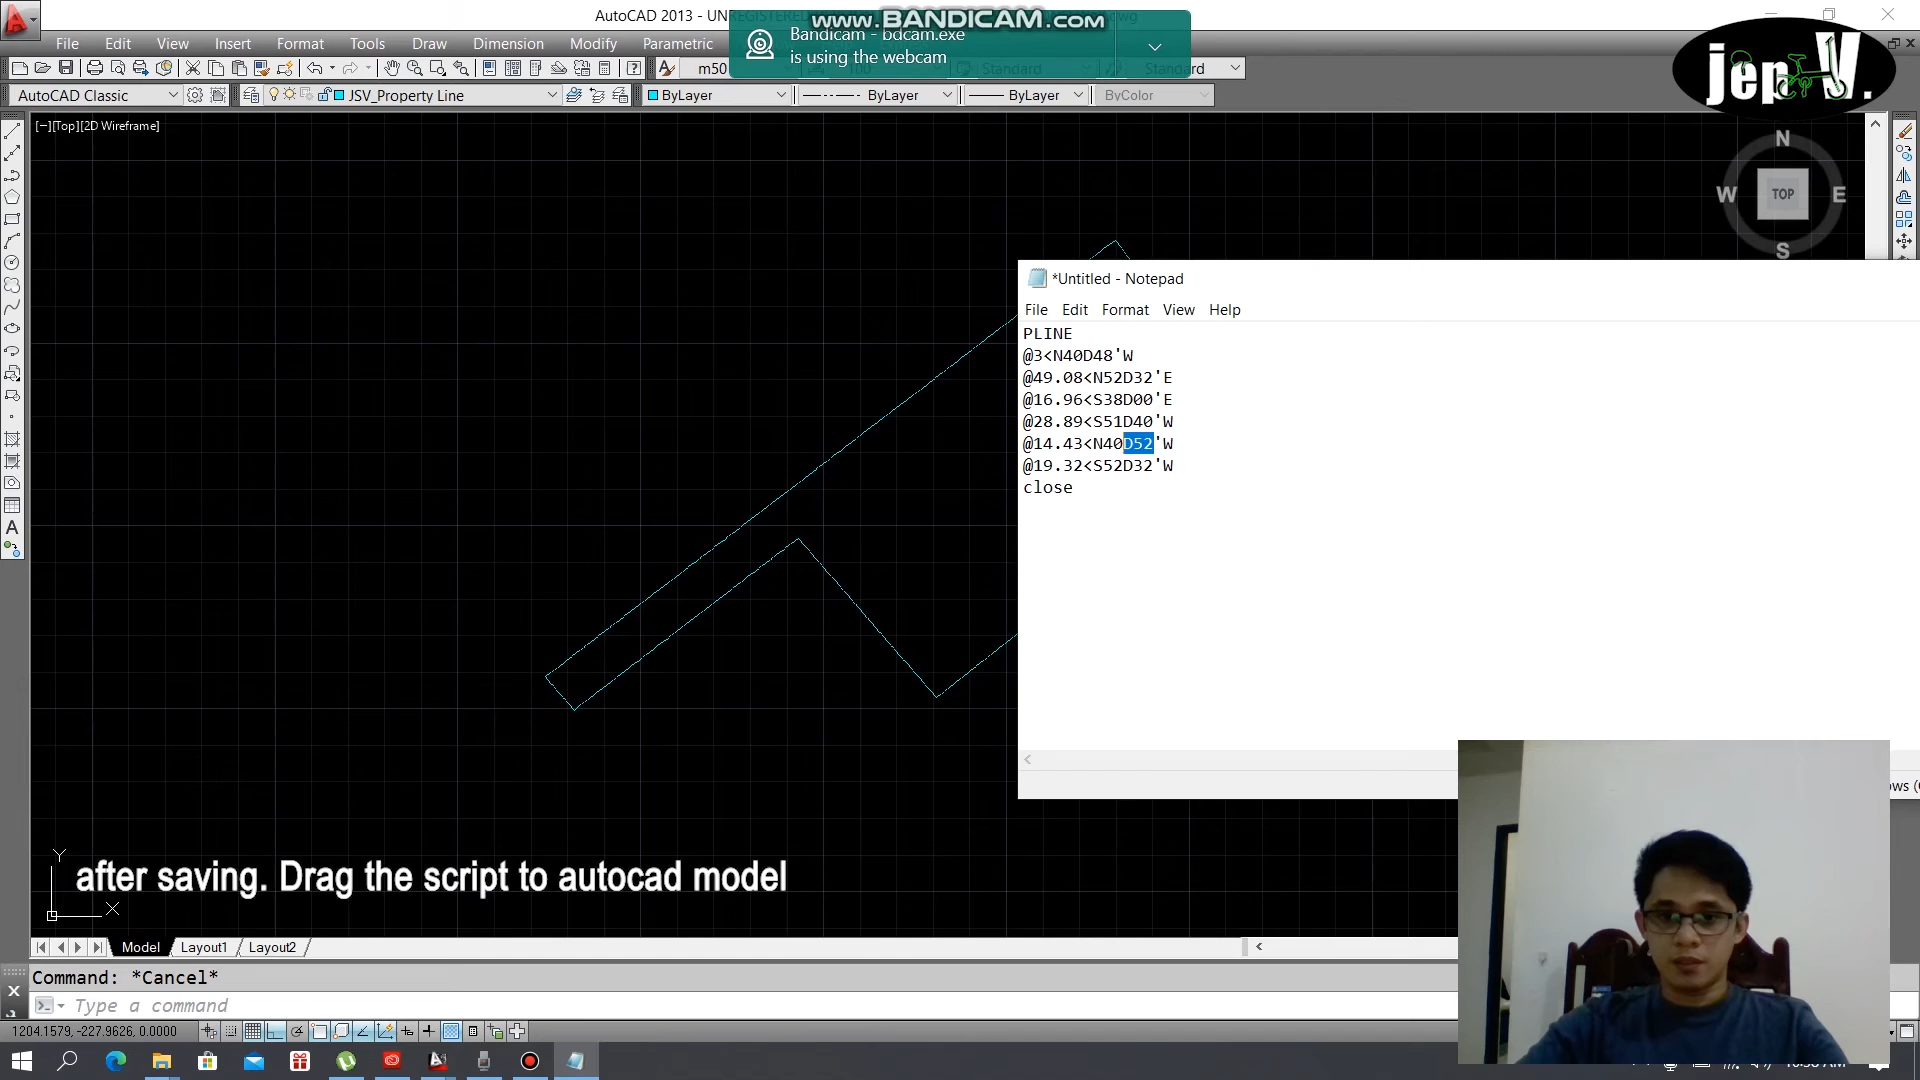 AutoCAD 2013 - UNREGISTERED
www.BANDICAM.com
Bandicam - bdcam.exe
is using the webcam
File Edit View Insert Format Tools Draw Dimension Modify Parametric
jep V.
m50 Standard Standard
AutoCAD Classic JSV_Property Line ByLayer ByLayer ByLayer ByColor
[−][Top][2D Wireframe]
N
W TOP E
S
*Untitled - Notepad
File Edit Format View Help
PLINE
@3<N40D48'W
@49.08<N52D32'E
@16.96<S38D00'E
@28.89<S51D40'W
@14.43<N40D52'W
@19.32<S52D32'W
close
Y
X
after saving. Drag the script to autocad model
Model Layout1 Layout2
Command: *Cancel*
Type a command
1204.1579, -227.9626, 0.0000